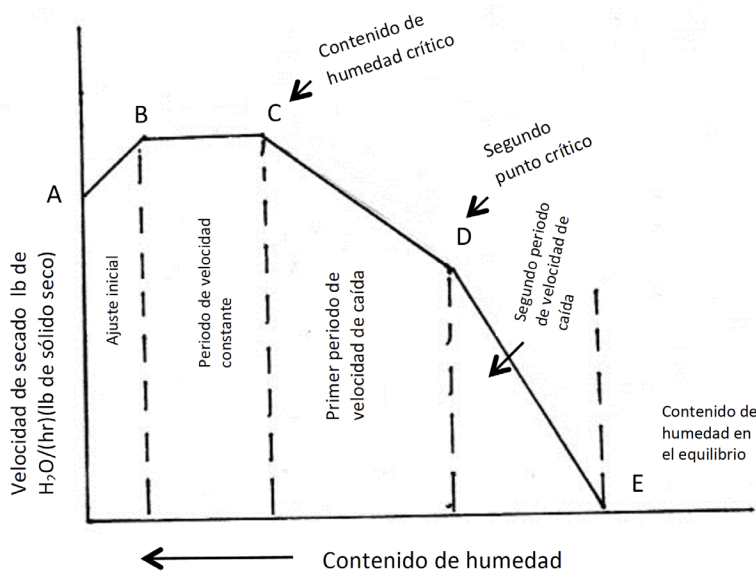 Contenido de
humedad crítico
B
C
Segundo
punto crítico
A
D
Velocidad de secado lb de
H₂O/(hr)(lb de sólido seco)
Ajuste inicial
Periodo de velocidad
constante
Primer periodo de
velocidad de caída
Segundo periodo
de velocidad de
caída
Contenido de
humedad en
el equilibrio
E
Contenido de humedad